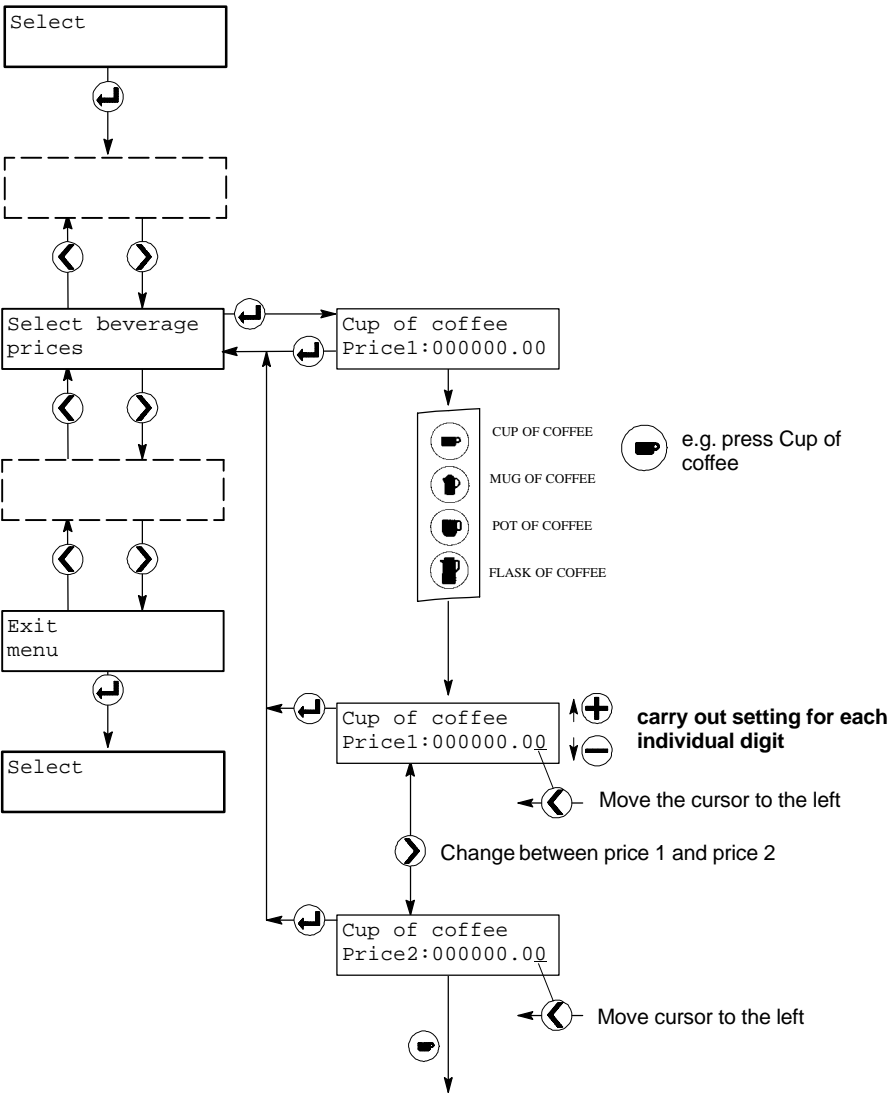 Select
Select beverage
prices
Cup of coffee
Price1:000000.00
CUP OF COFFEE
MUG OF COFFEE
POT OF COFFEE
FLASK OF COFFEE
e.g. press Cup of
coffee
Exit
menu
Select
Cup of coffee
Price1:000000.00
carry out setting for each
individual digit
Move the cursor to the left
Change between price 1 and price 2
Cup of coffee
Price2:000000.00
Move cursor to the left